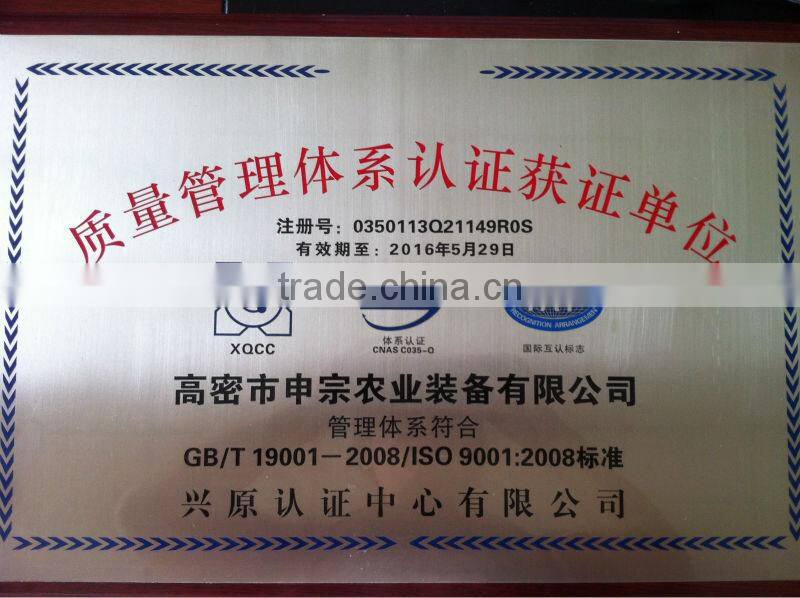 质量管理体系认证获证单位
注册号：0350113Q21149R0S
有效期至：2016年5月29日
trade.china.cn
XQCC
体系认证
CNAS C035-Q
RECOGNITION ARRANGEMENT
国际互认标志
高密市申宗农业装备有限公司
管理体系符合
GB/T 19001－2008/ISO 9001:2008标准
兴原认证中心有限公司